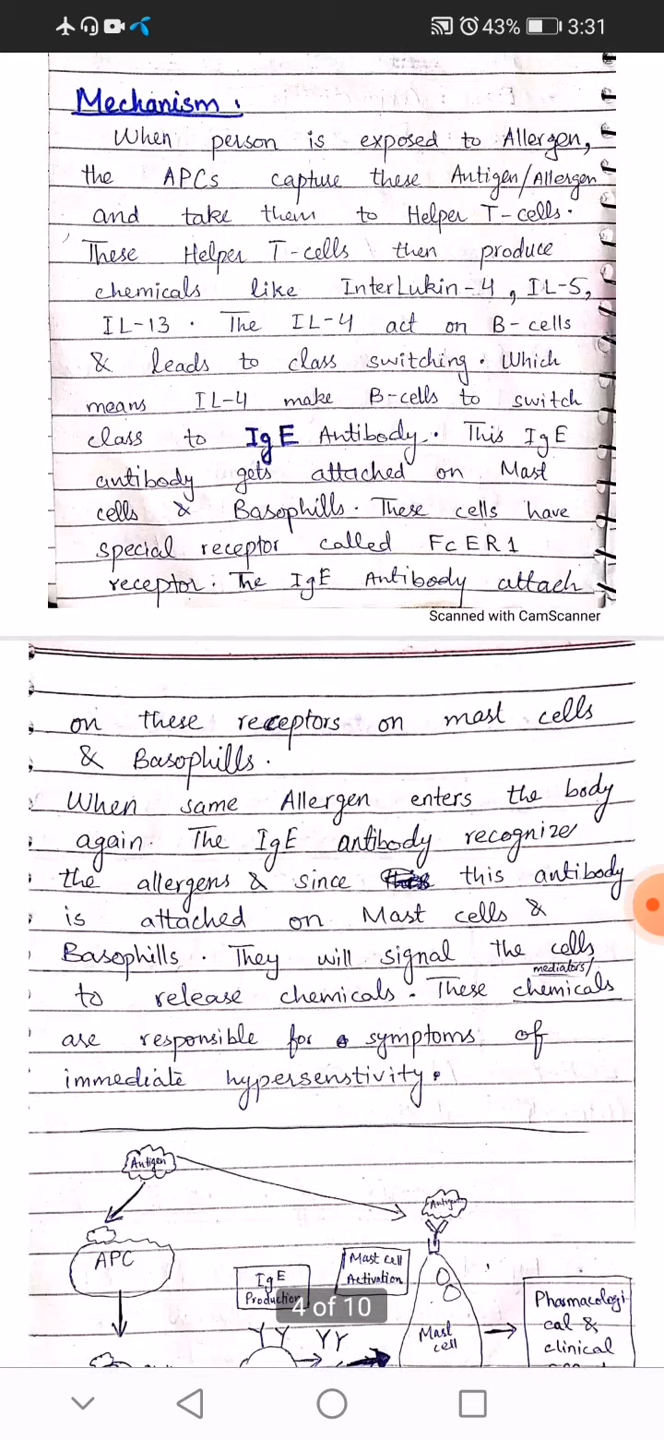 43% 3:31
Mechanism:
When person is exposed to Allergen,
the APCs capture these Antigen/Allergen
and take them to Helper T-cells.
These Helper T-cells then produce
chemicals like InterLukin-4, IL-5,
IL-13. The IL-4 act on B-cells
& leads to class switching. Which
means IL-4 make B-cells to switch
class to IgE Antibody. This IgE
antibody gets attached on Mast
cells & Basophills. These cells have
special receptor called FcER1
receptor. The IgE Antibody attach
Scanned with CamScanner
on these receptors on mast cells
& Basophills.
When same Allergen enters the body
again. The IgE antibody recognize
the allergens & since this antibody
is attached on Mast cells &
Basophills. They will signal the cells
mediators/
to release chemicals. These chemicals
are responsible for symptoms of
immediate hypersenstivity.
Antigen
Antigen
APC
IgE
Production
Mast Cell
Activation
4 of 10
Mast
cell
Pharmacologi
cal &
clinical